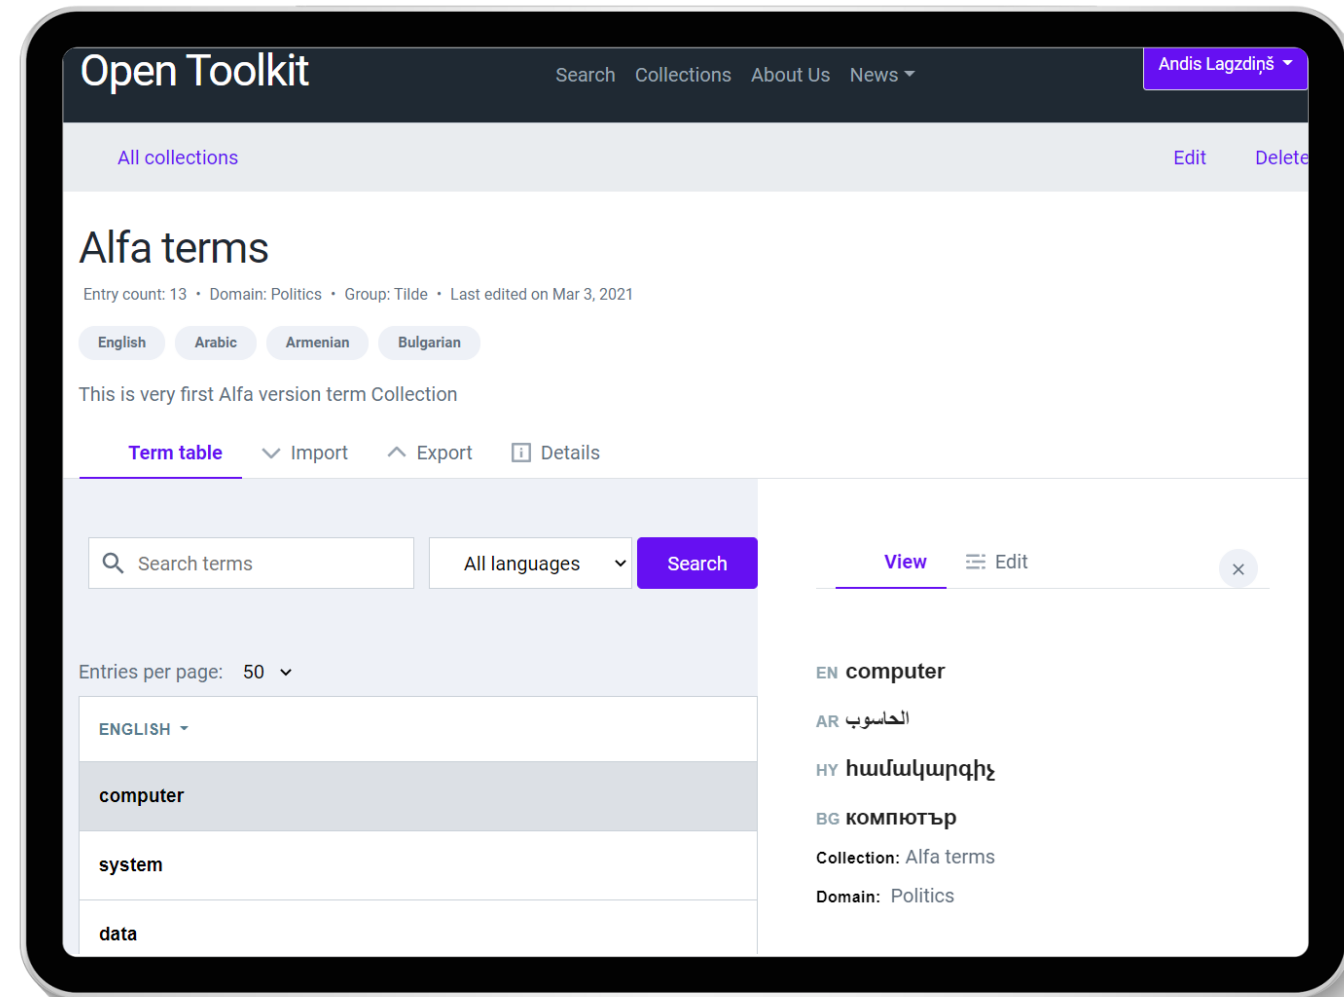 Open Toolkit
Search Collections About Us News
Andis Lagzdiņš
All collections
Edit Delete
Alfa terms
Entry count: 13 • Domain: Politics • Group: Tilde • Last edited on Mar 3, 2021
English Arabic Armenian Bulgarian
This is very first Alfa version term Collection
Term table Import Export Details
Search terms
All languages
Search
Entries per page: 50
ENGLISH
computer
system
data
View Edit
EN computer
AR الحاسوب
HY համակարգիչ
BG компютър
Collection: Alfa terms
Domain: Politics